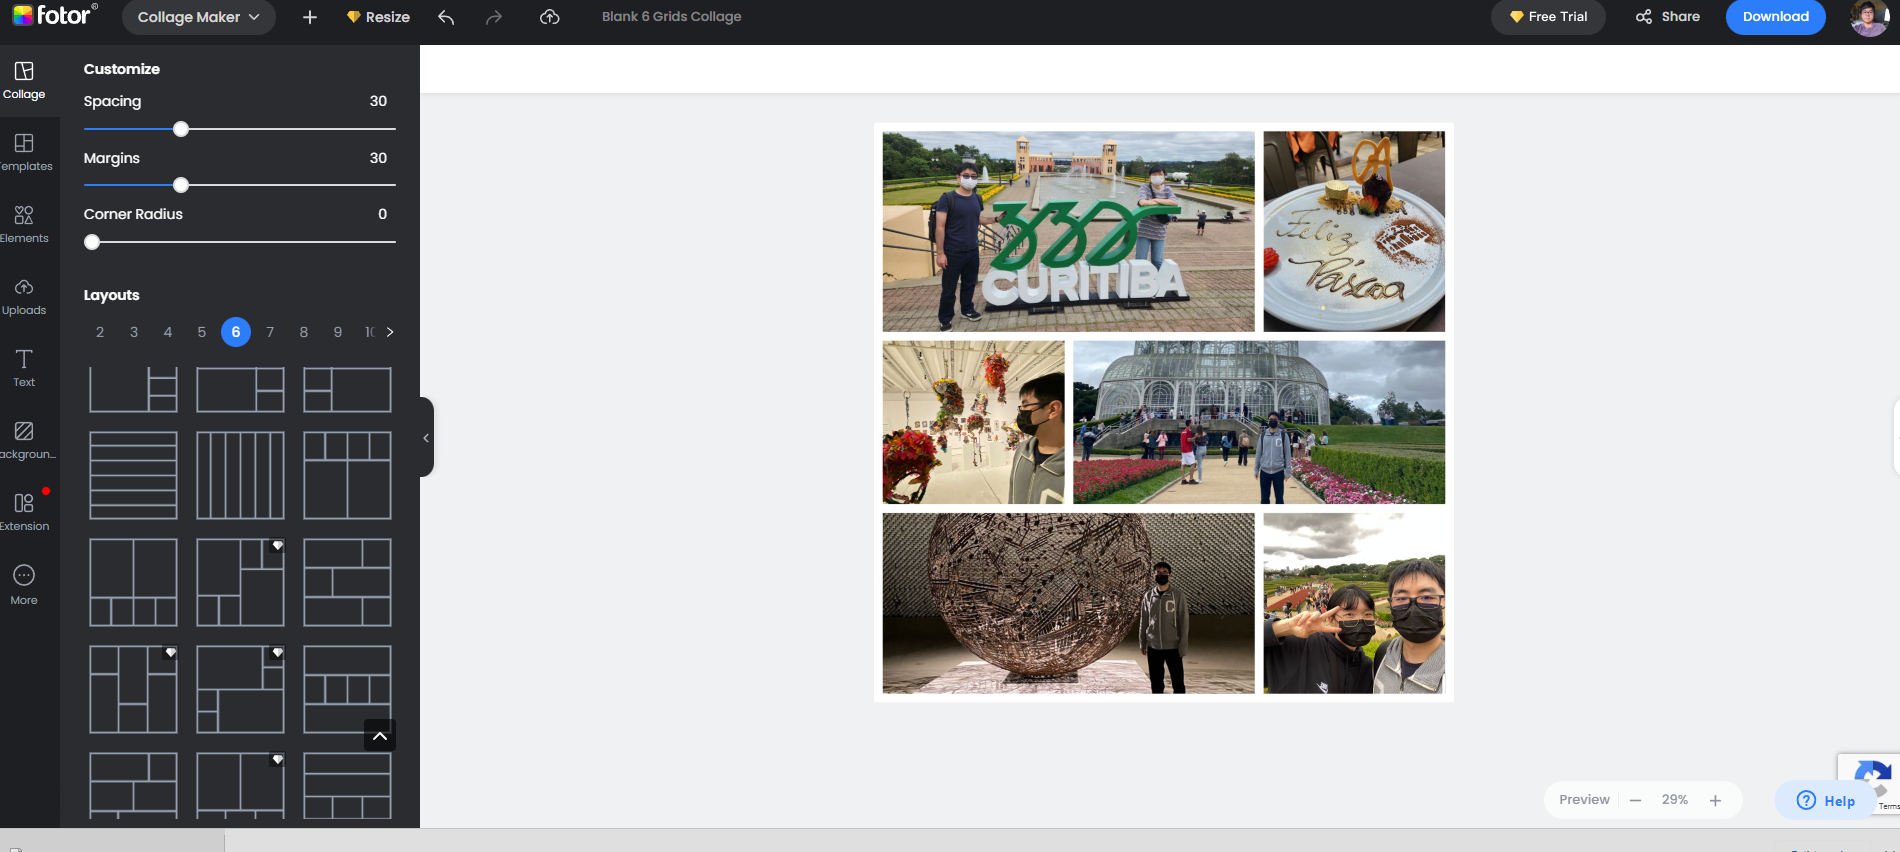 fotor®
Collage Maker
Resize
Blank 6 Grids Collage
Free Trial
Share
Download
Collage
Templates
Elements
Uploads
Text
ackgroun...
Extension
More
Customize
Spacing 30
Margins 30
Corner Radius 0
Layouts
2 3 4 5 6 7 8 9 10
330
CURITIBA
Feliz
Páscoa
C
Preview 29%
Help
Terms